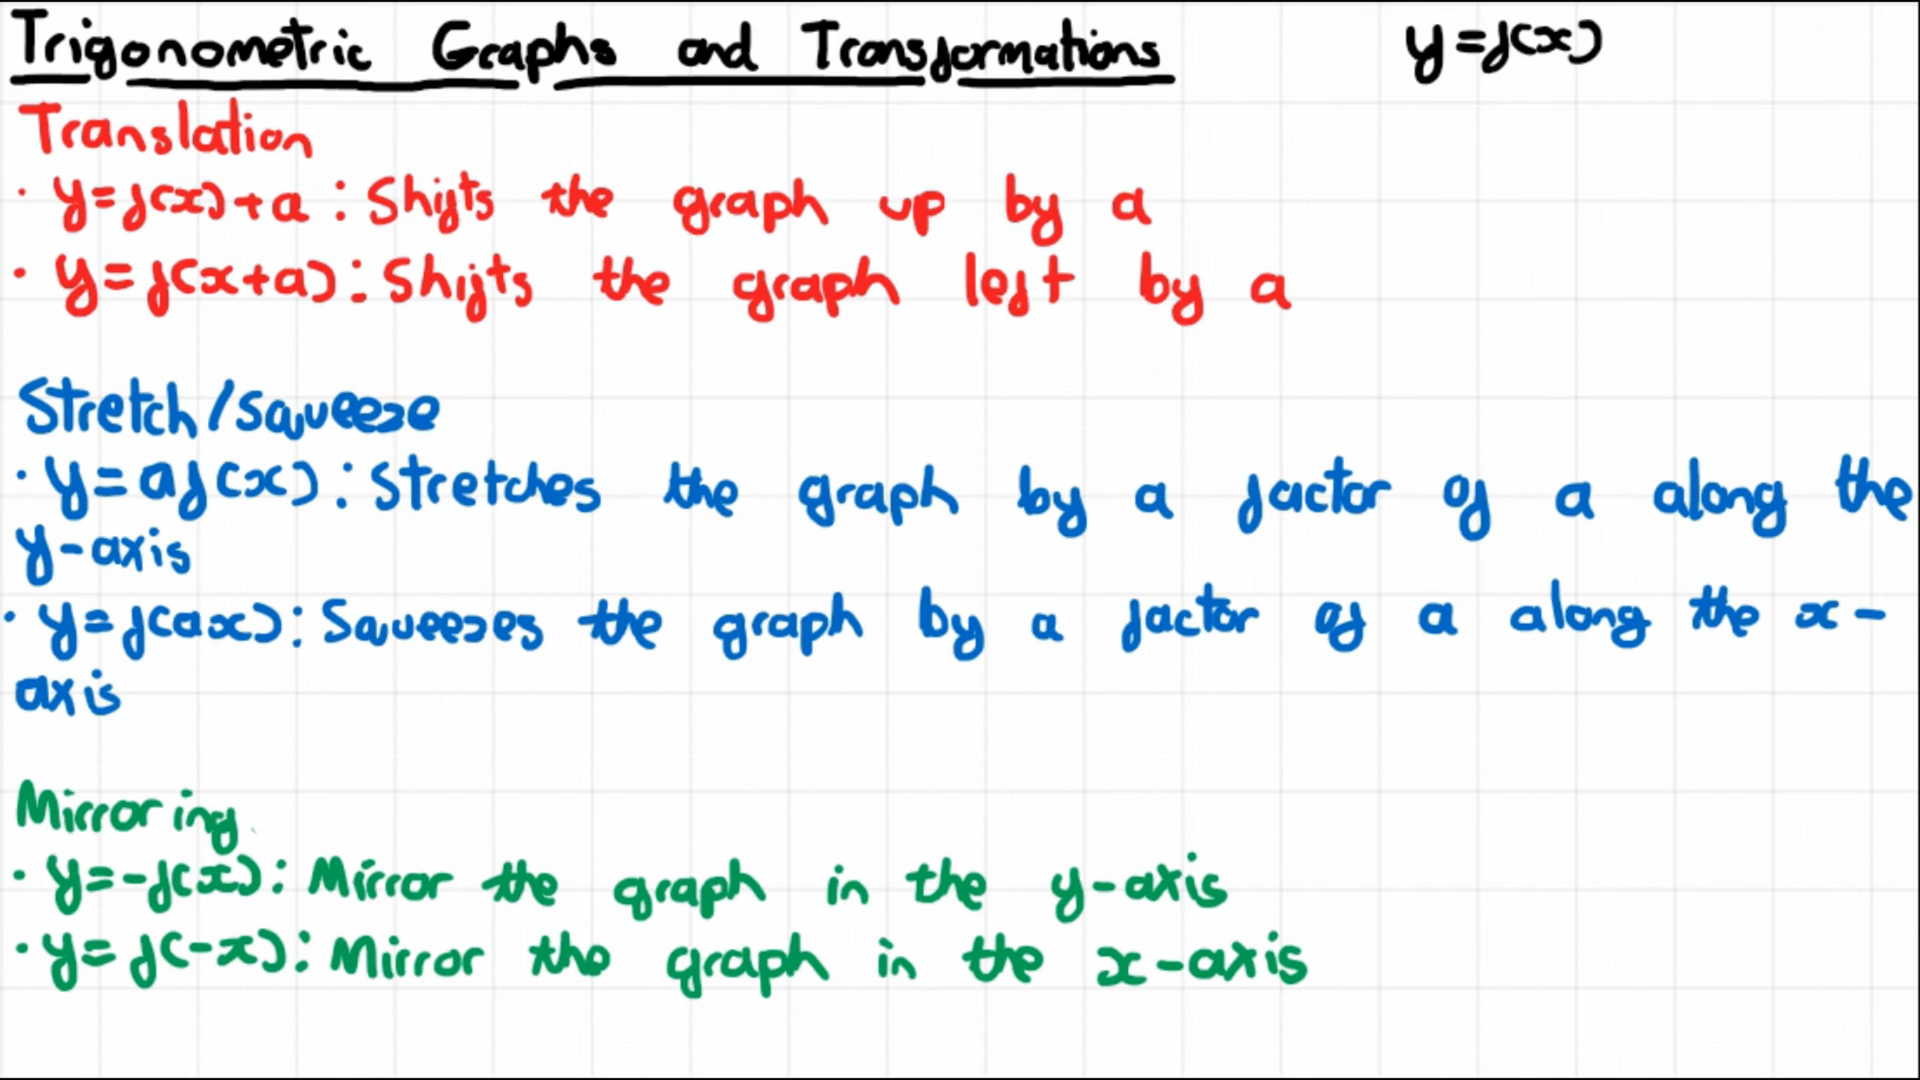 Trigonometric Graphs and Transformations y=f(x)
Translation
· y=f(x)+a : Shifts the graph up by a
· y=f(x+a): Shifts the graph left by a
Stretch/squeeze
· y=af(x): Stretches the graph by a factor of a along the
y-axis
· y=f(ax): Squeezes the graph by a factor of a along the x-
axis
Mirroring
· y=-f(x): Mirror the graph in the y-axis
· y=f(-x): Mirror the graph in the x-axis